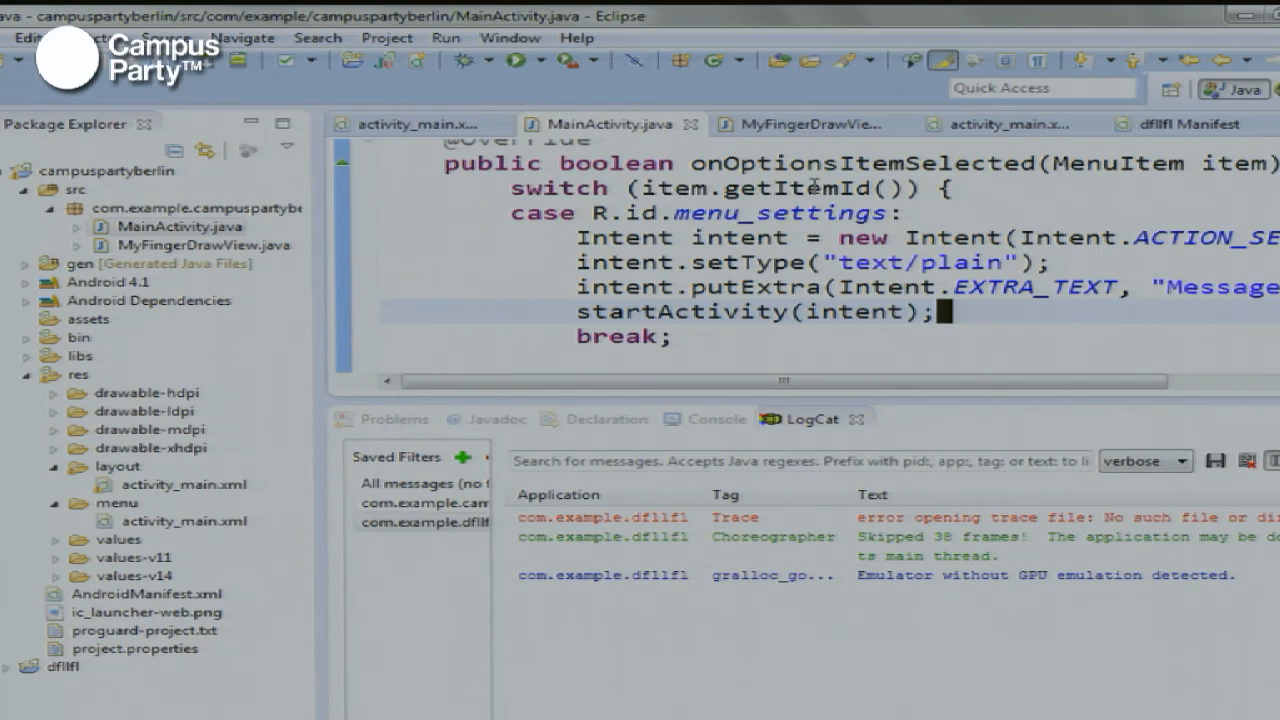 ava - campuspartyberlin/src/com/example/campuspartyberlin/MainActivity.java - Eclipse
Campus
Party™
Edit Navigate Search Project Run Window Help
Quick Access
Java
Package Explorer
activity_main.x...
MainActivity.java
MyFingerDrawVie...
activity_main.x...
dfllfl Manifest
campuspartyberlin
src
com.example.campuspartybe
MainActivity.java
MyFingerDrawView.java
gen [Generated Java Files]
Android 4.1
Android Dependencies
assets
bin
libs
res
drawable-hdpi
drawable-ldpi
drawable-mdpi
drawable-xhdpi
layout
activity_main.xml
menu
activity_main.xml
values
values-v11
values-v14
AndroidManifest.xml
ic_launcher-web.png
proguard-project.txt
project.properties
dfllfl
@Override
public boolean onOptionsItemSelected(MenuItem item)
switch (item.getItemId()) {
case R.id.menu_settings:
Intent intent = new Intent(Intent.ACTION_SE
intent.setType("text/plain");
intent.putExtra(Intent.EXTRA_TEXT, "Message
startActivity(intent);
break;
Problems
Javadoc
Declaration
Console
LogCat
Saved Filters
All messages (no f
com.example.cam
com.example.dfllf
Search for messages. Accepts Java regexes. Prefix with pid:, app:, tag: or text: to li
verbose
Application Tag Text
com.example.dfllfl Trace error opening trace file: No such file or di
com.example.dfllfl Choreographer Skipped 38 frames! The application may be do
ts main thread.
com.example.dfllfl gralloc_go... Emulator without GPU emulation detected.